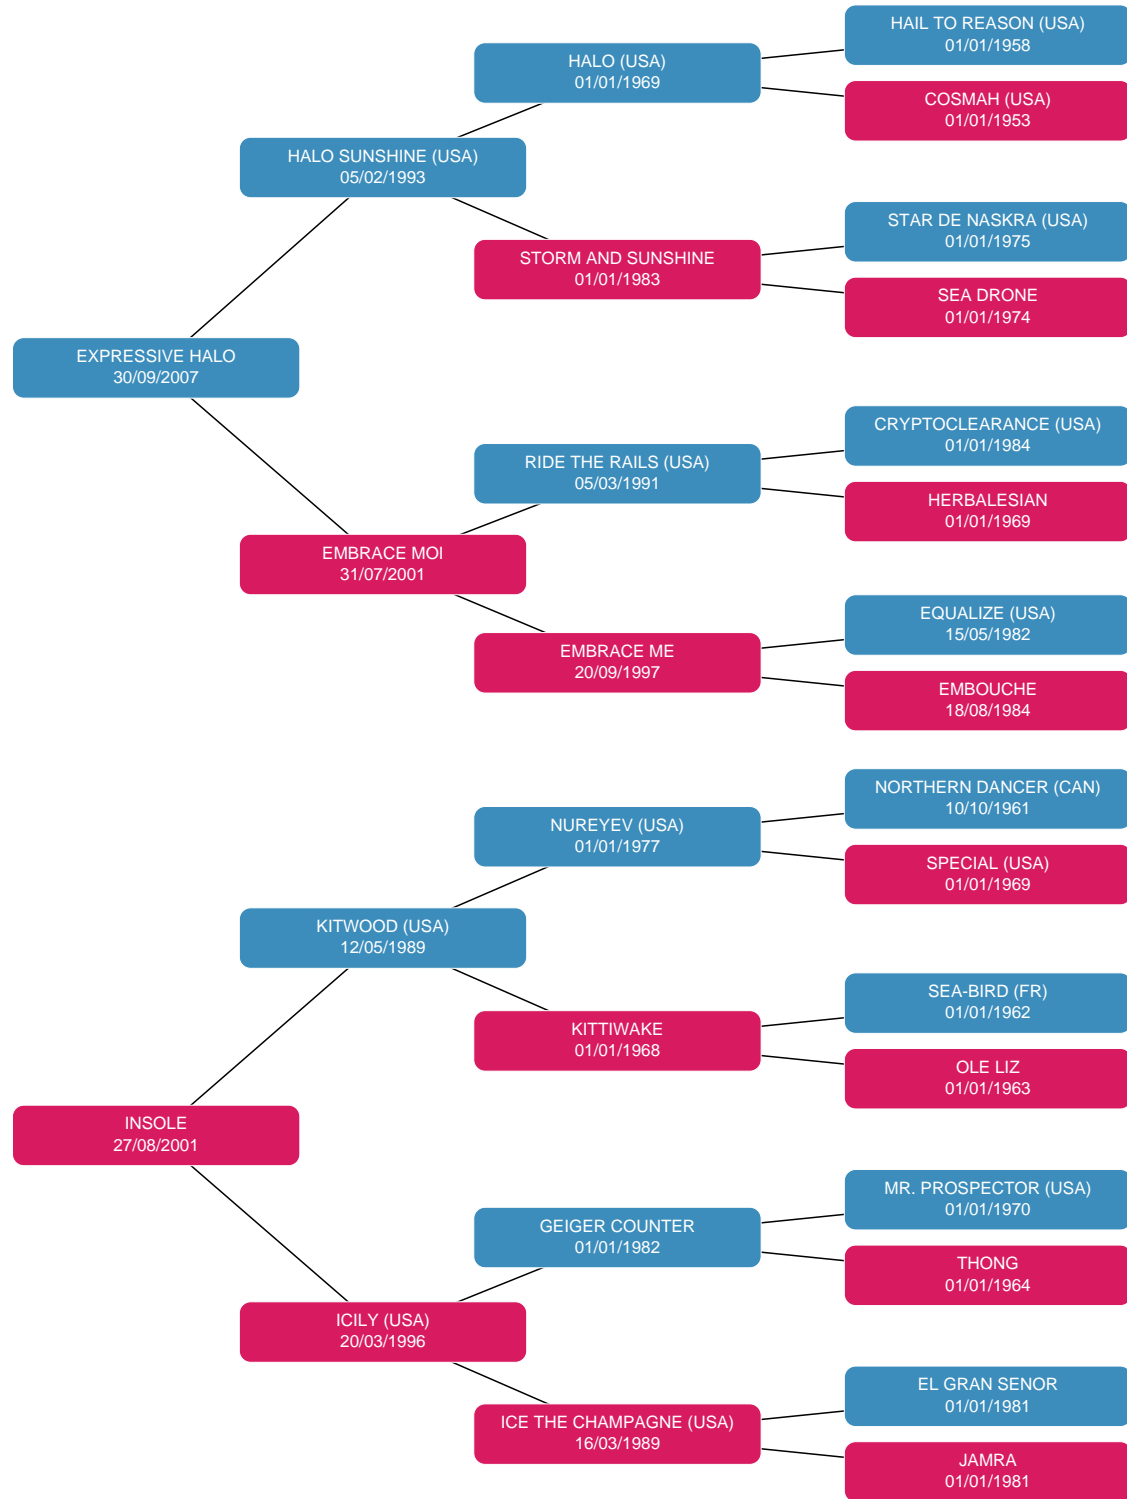 HAIL TO REASON (USA)
01/01/1958
HALO (USA)
01/01/1969
COSMAH (USA)
01/01/1953
HALO SUNSHINE (USA)
05/02/1993
STAR DE NASKRA (USA)
01/01/1975
STORM AND SUNSHINE
01/01/1983
SEA DRONE
01/01/1974
EXPRESSIVE HALO
30/09/2007
CRYPTOCLEARANCE (USA)
01/01/1984
RIDE THE RAILS (USA)
05/03/1991
HERBALESIAN
01/01/1969
EMBRACE MOI
31/07/2001
EQUALIZE (USA)
15/05/1982
EMBRACE ME
20/09/1997
EMBOUCHE
18/08/1984
NORTHERN DANCER (CAN)
10/10/1961
NUREYEV (USA)
01/01/1977
SPECIAL (USA)
01/01/1969
KITWOOD (USA)
12/05/1989
SEA-BIRD (FR)
01/01/1962
KITTIWAKE
01/01/1968
OLE LIZ
01/01/1963
INSOLE
27/08/2001
MR. PROSPECTOR (USA)
01/01/1970
GEIGER COUNTER
01/01/1982
THONG
01/01/1964
ICILY (USA)
20/03/1996
EL GRAN SENOR
01/01/1981
ICE THE CHAMPAGNE (USA)
16/03/1989
JAMRA
01/01/1981